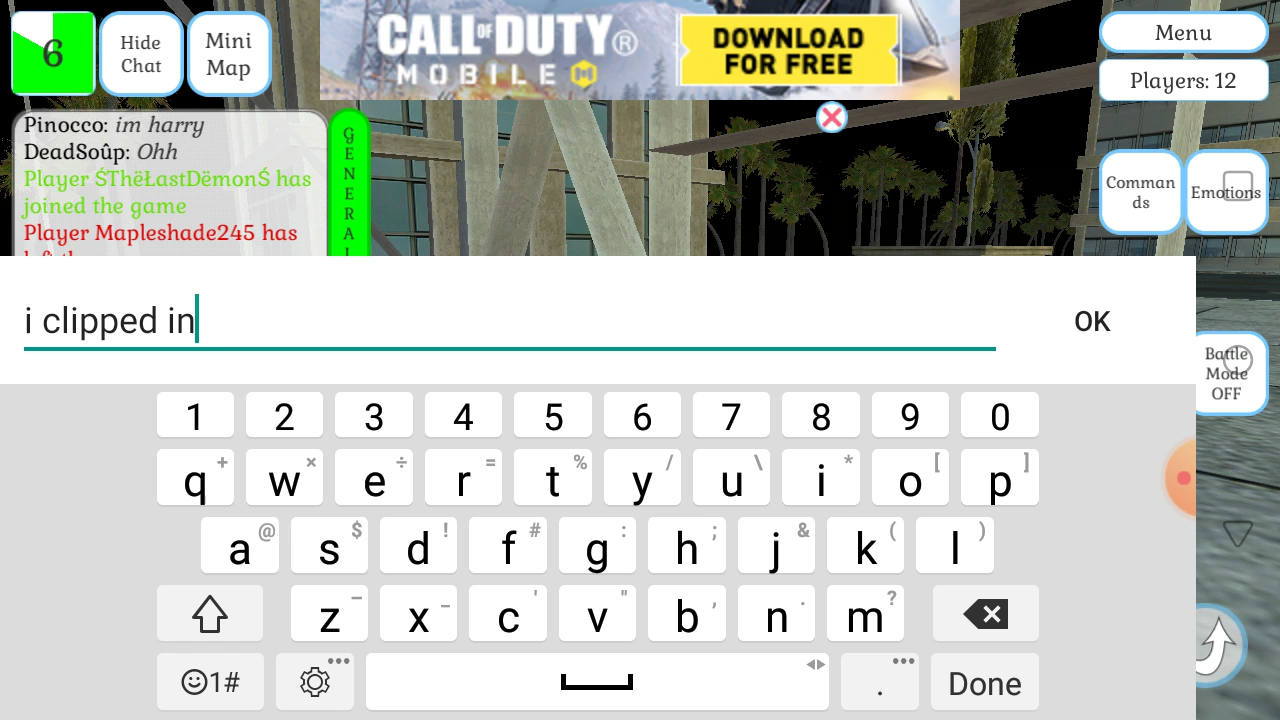 6
Hide
Chat
Mini
Map
CALL OF DUTY®
MOBILE
DOWNLOAD
FOR FREE
Menu
Players: 12
Pinocco: im harry
DeadSoûp: Ohh
Player ŚThëŁastDëmonŚ has
joined the game
Player Mapleshade245 has
GENERAL
Comman
ds
Emotions
i clipped in
OK
Battle
Mode
OFF
1 2 3 4 5 6 7 8 9 0
q + w × e ÷ r = t % y / u \ i * o [ p ]
a @ s $ d ! f # g : h ; j & k ( l )
z – x _ c ' v " b , n . m ?
1# . Done